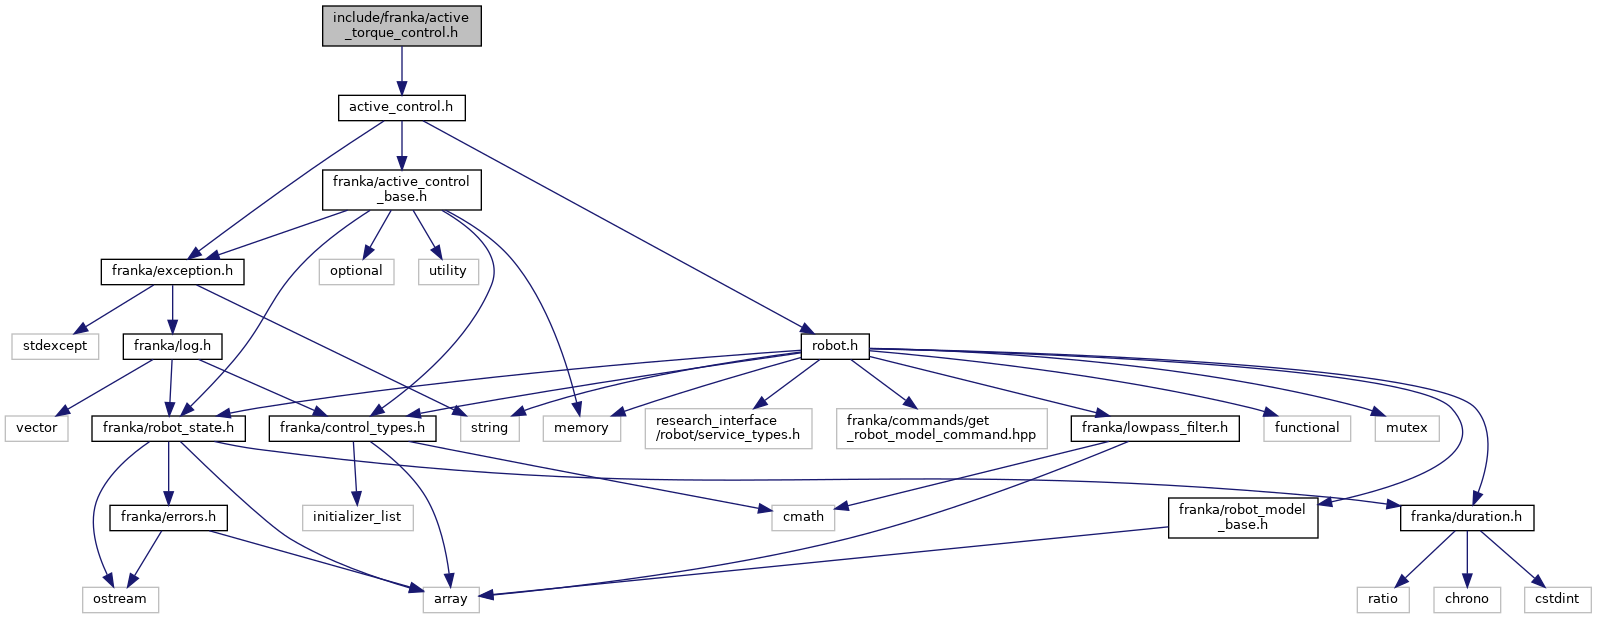 include/franka/active
_torque_control.h
active_control.h
franka/active_control
_base.h
franka/exception.h
optional
utility
stdexcept
franka/log.h
robot.h
vector
franka/robot_state.h
franka/control_types.h
string
memory
research_interface
/robot/service_types.h
franka/commands/get
_robot_model_command.hpp
franka/lowpass_filter.h
functional
mutex
franka/errors.h
initializer_list
cmath
franka/robot_model
_base.h
franka/duration.h
ostream
array
ratio
chrono
cstdint